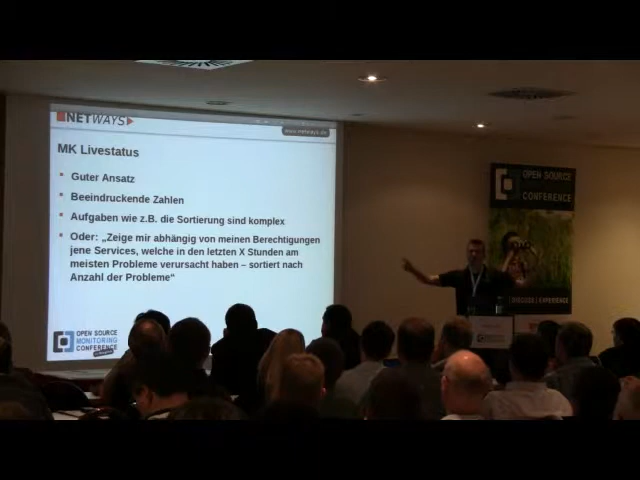 NETWAYS
www.netways.de
MK Livestatus
Guter Ansatz
Beeindruckende Zahlen
Aufgaben wie z.B. die Sortierung sind komplex
Oder: „Zeige mir abhängig von meinen Berechtigungen
jene Services, welche in den letzten X Stunden am
meisten Probleme verursacht haben – sortiert nach
Anzahl der Probleme“
OPEN SOURCE
MONITORING
CONFERENCE
OPEN SOURCE
CONFERENCE
DISCUSS | EXPERIENCE